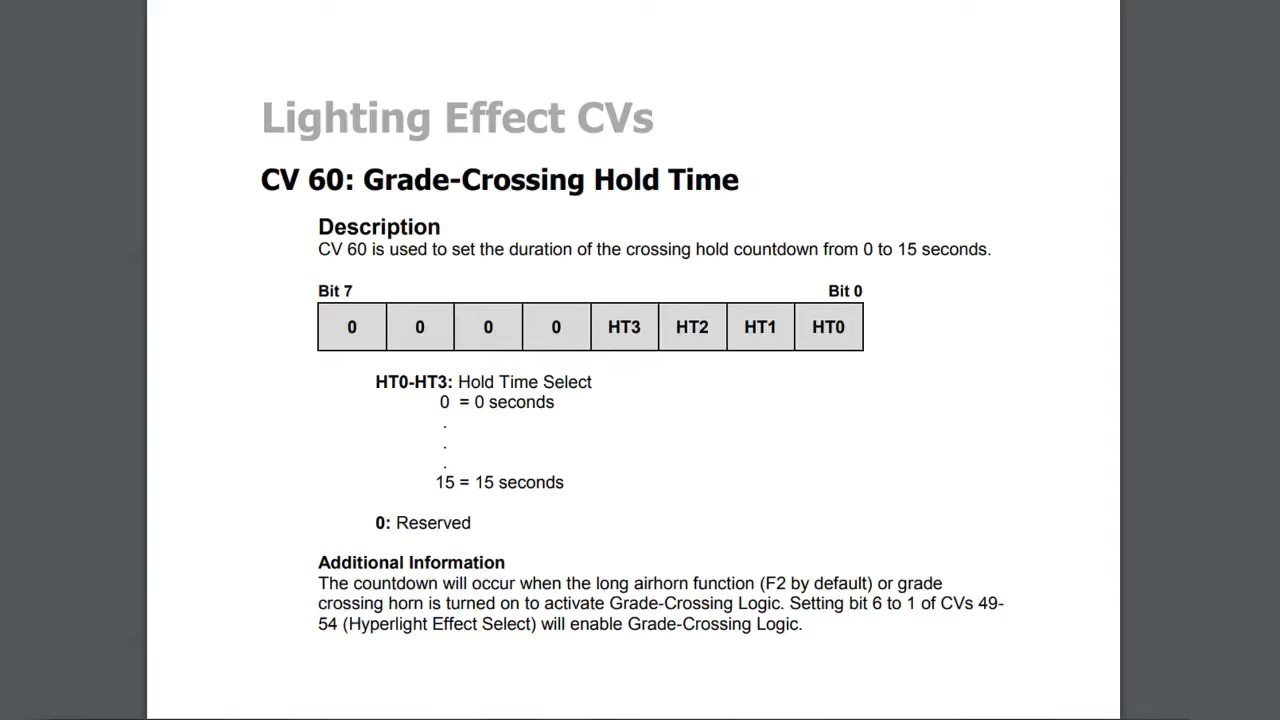 Lighting Effect CVs
CV 60: Grade-Crossing Hold Time
Description
CV 60 is used to set the duration of the crossing hold countdown from 0 to 15 seconds.
Bit 7 Bit 0
0 0 0 0 HT3 HT2 HT1 HT0
HT0-HT3: Hold Time Select
0 = 0 seconds
.
.
.
15 = 15 seconds
0: Reserved
Additional Information
The countdown will occur when the long airhorn function (F2 by default) or grade
crossing horn is turned on to activate Grade-Crossing Logic. Setting bit 6 to 1 of CVs 49-
54 (Hyperlight Effect Select) will enable Grade-Crossing Logic.